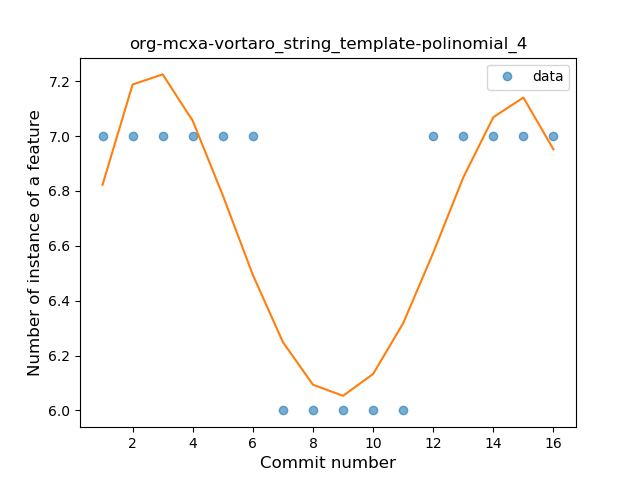 org-mcxa-vortaro_string_template-polinomial_4
data
Number of instance of a feature
7.2
7.0
6.8
6.6
6.4
6.2
6.0
2 4 6 8 10 12 14 16
Commit number